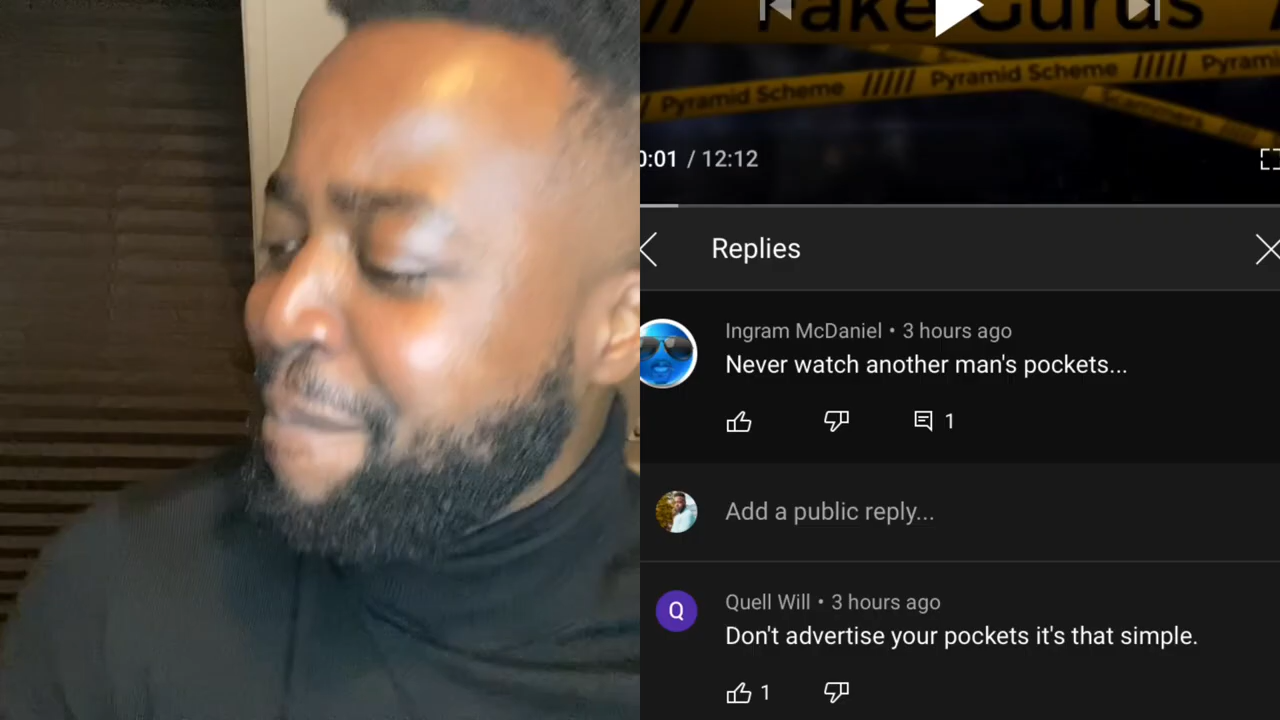 // Fake Gurus
Pyramid Scheme ///// Pyramid Scheme ///// Pyrami
Scammers
0:01 / 12:12
Replies
Ingram McDaniel • 3 hours ago
Never watch another man's pockets...
1
Add a public reply...
Q
Quell Will • 3 hours ago
Don't advertise your pockets it's that simple.
1